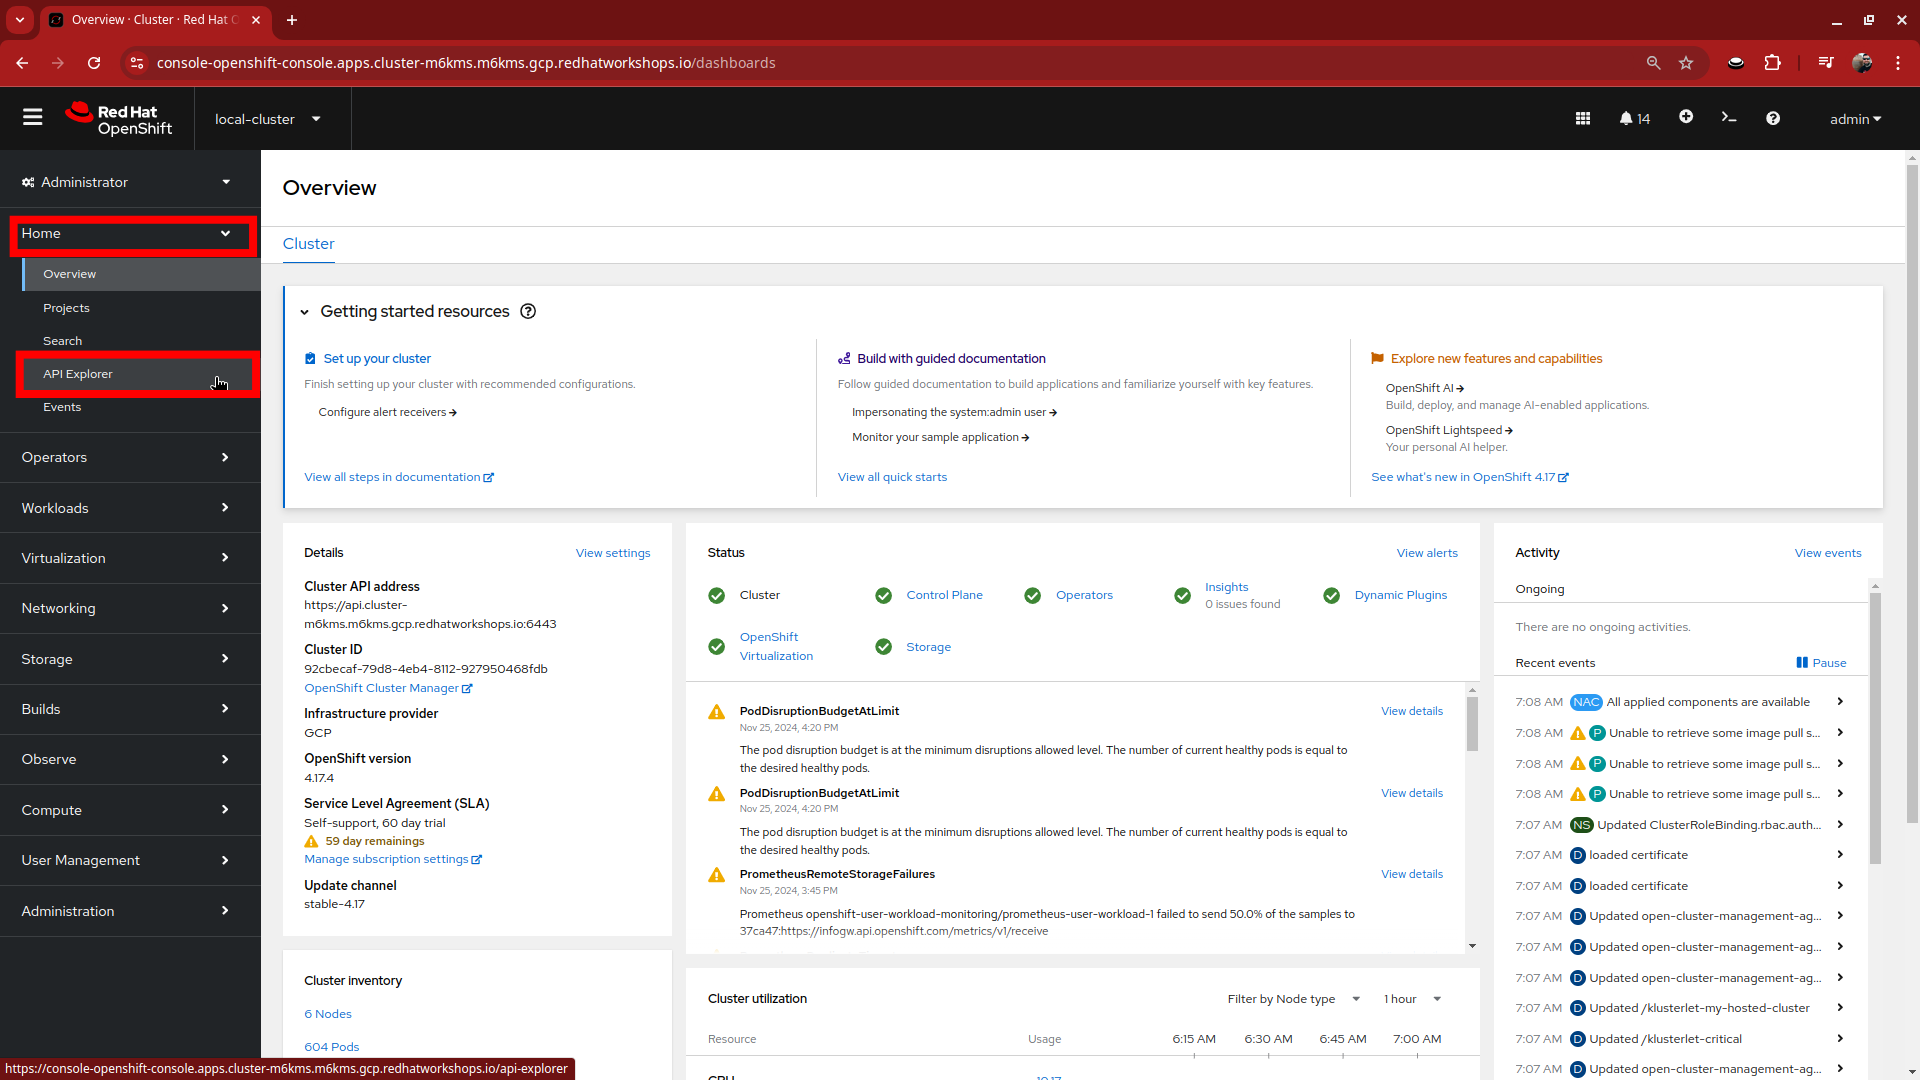 Overview · Cluster · Red Hat O
console-openshift-console.apps.cluster-m6kms.m6kms.gcp.redhatworkshops.io/dashboards
Red Hat
OpenShift
local-cluster
14
admin
Administrator
Home
Overview
Projects
Search
API Explorer
Events
Operators
Workloads
Virtualization
Networking
Storage
Builds
Observe
Compute
User Management
Administration
Overview
Cluster
Getting started resources
Set up your cluster
Finish setting up your cluster with recommended configurations.
Configure alert receivers
View all steps in documentation
Build with guided documentation
Follow guided documentation to build applications and familiarize yourself with key features.
Impersonating the system:admin user
Monitor your sample application
View all quick starts
Explore new features and capabilities
OpenShift AI
Build, deploy, and manage AI-enabled applications.
OpenShift Lightspeed
Your personal AI helper.
See what's new in OpenShift 4.17
Details
View settings
Cluster API address
https://api.cluster-
m6kms.m6kms.gcp.redhatworkshops.io:6443
Cluster ID
92cbecaf-79d8-4eb4-8112-927950468fdb
OpenShift Cluster Manager
Infrastructure provider
GCP
OpenShift version
4.17.4
Service Level Agreement (SLA)
Self-support, 60 day trial
59 day remainings
Manage subscription settings
Update channel
stable-4.17
Cluster inventory
6 Nodes
604 Pods
Status
View alerts
Cluster
Control Plane
Operators
Insights
0 issues found
Dynamic Plugins
OpenShift
Virtualization
Storage
PodDisruptionBudgetAtLimit
View details
Nov 25, 2024, 4:20 PM
The pod disruption budget is at the minimum disruptions allowed level. The number of current healthy pods is equal to
the desired healthy pods.
PodDisruptionBudgetAtLimit
View details
Nov 25, 2024, 4:20 PM
The pod disruption budget is at the minimum disruptions allowed level. The number of current healthy pods is equal to
the desired healthy pods.
PrometheusRemoteStorageFailures
View details
Nov 25, 2024, 3:45 PM
Prometheus openshift-user-workload-monitoring/prometheus-user-workload-1 failed to send 50.0% of the samples to
37ca47:https://infogw.api.openshift.com/metrics/v1/receive
Cluster utilization
Filter by Node type
1 hour
Resource
Usage
6:15 AM
6:30 AM
6:45 AM
7:00 AM
CPU
Activity
View events
Ongoing
There are no ongoing activities.
Recent events
Pause
7:08 AM NAC All applied components are available
7:08 AM P Unable to retrieve some image pull s...
7:08 AM P Unable to retrieve some image pull s...
7:08 AM P Unable to retrieve some image pull s...
7:07 AM NS Updated ClusterRoleBinding.rbac.auth...
7:07 AM D loaded certificate
7:07 AM D loaded certificate
7:07 AM D Updated open-cluster-management-ag...
7:07 AM D Updated open-cluster-management-ag...
7:07 AM D Updated open-cluster-management-ag...
7:07 AM D Updated /klusterlet-my-hosted-cluster
7:07 AM D Updated /klusterlet-critical
7:07 AM D Updated open-cluster-management-ag...
https://console-openshift-console.apps.cluster-m6kms.m6kms.gcp.redhatworkshops.io/api-explorer